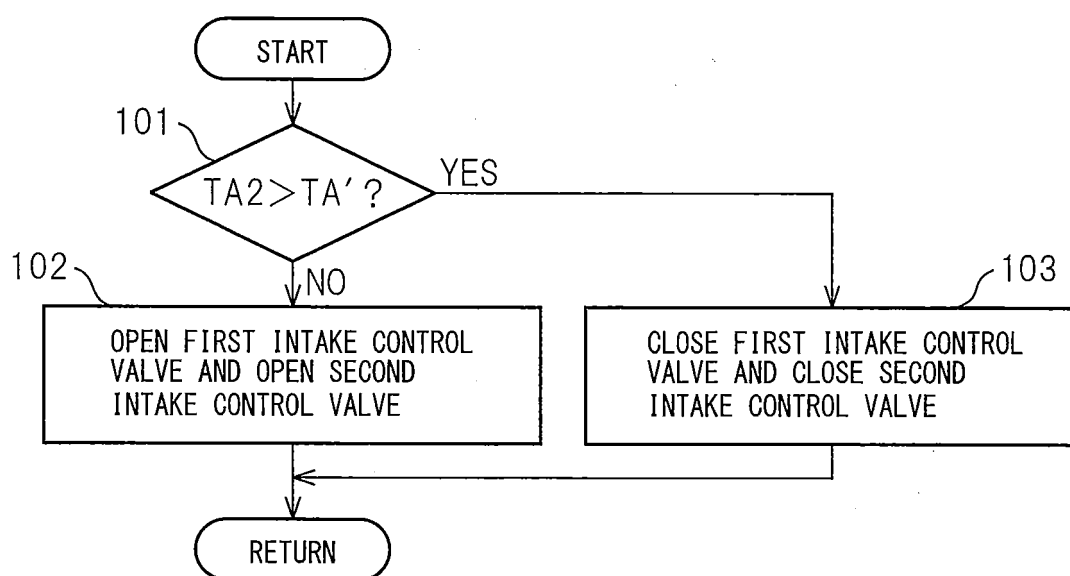 START
101
TA2>TA'?
YES
NO
102
OPEN FIRST INTAKE CONTROL
VALVE AND OPEN SECOND
INTAKE CONTROL VALVE
103
CLOSE FIRST INTAKE CONTROL
VALVE AND CLOSE SECOND
INTAKE CONTROL VALVE
RETURN